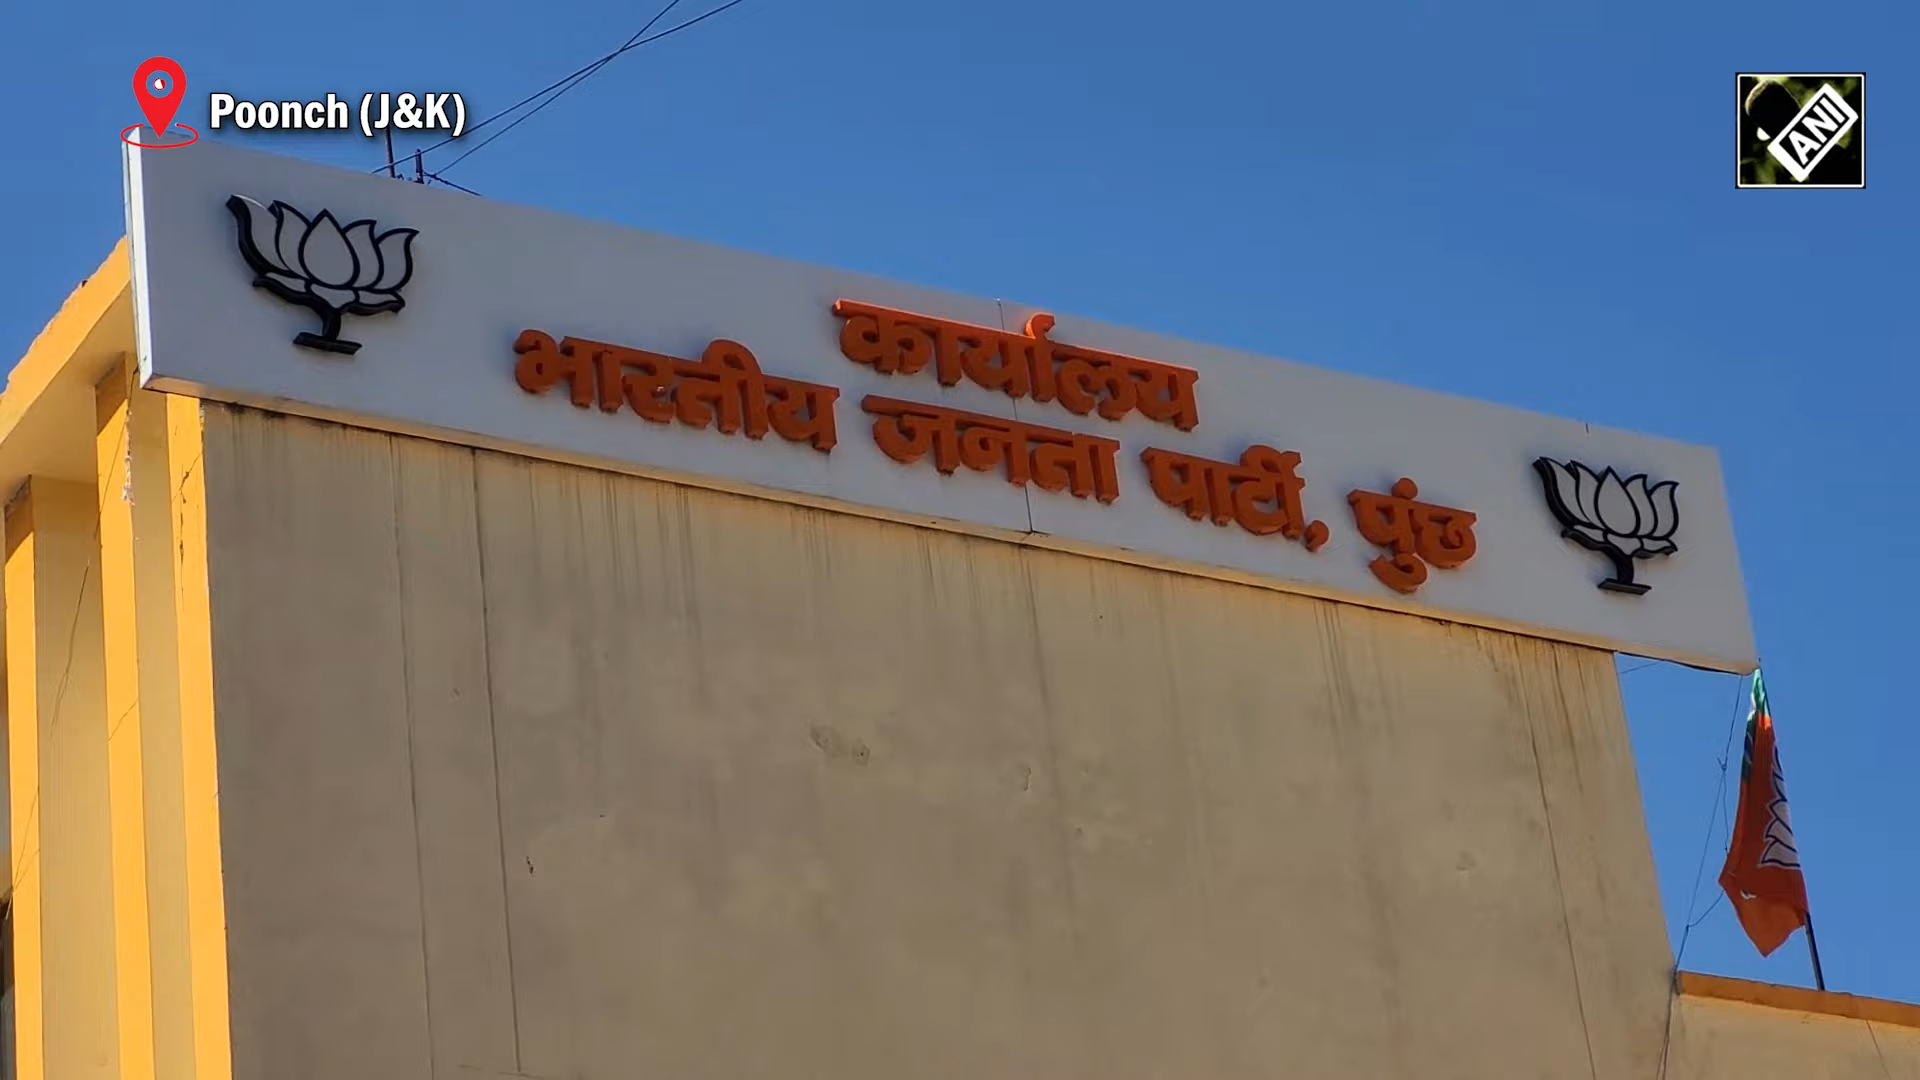 Poonch (J&K)
ANI
कार्यालय
भारतीय जनता पार्टी, पुंछ